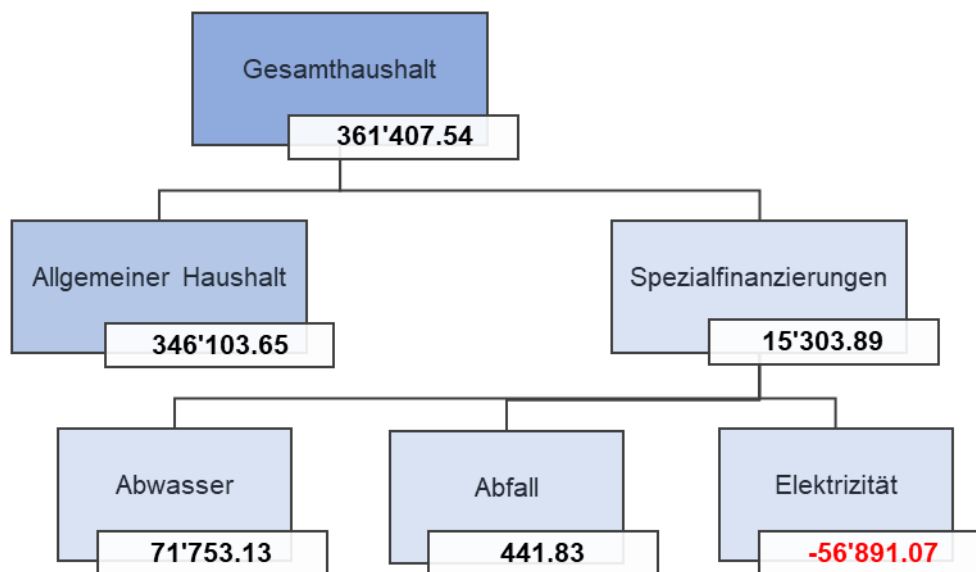 Gesamthaushalt
361'407.54
Allgemeiner Haushalt
346'103.65
Spezialfinanzierungen
15'303.89
Abwasser
71'753.13
Abfall
441.83
Elektrizität
-56'891.07